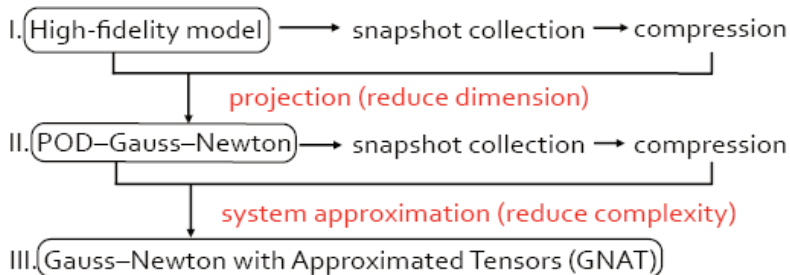 I. High-fidelity model snapshot collection compression
projection (reduce dimension)
II. POD–Gauss–Newton snapshot collection compression
system approximation (reduce complexity)
III. Gauss–Newton with Approximated Tensors (GNAT)